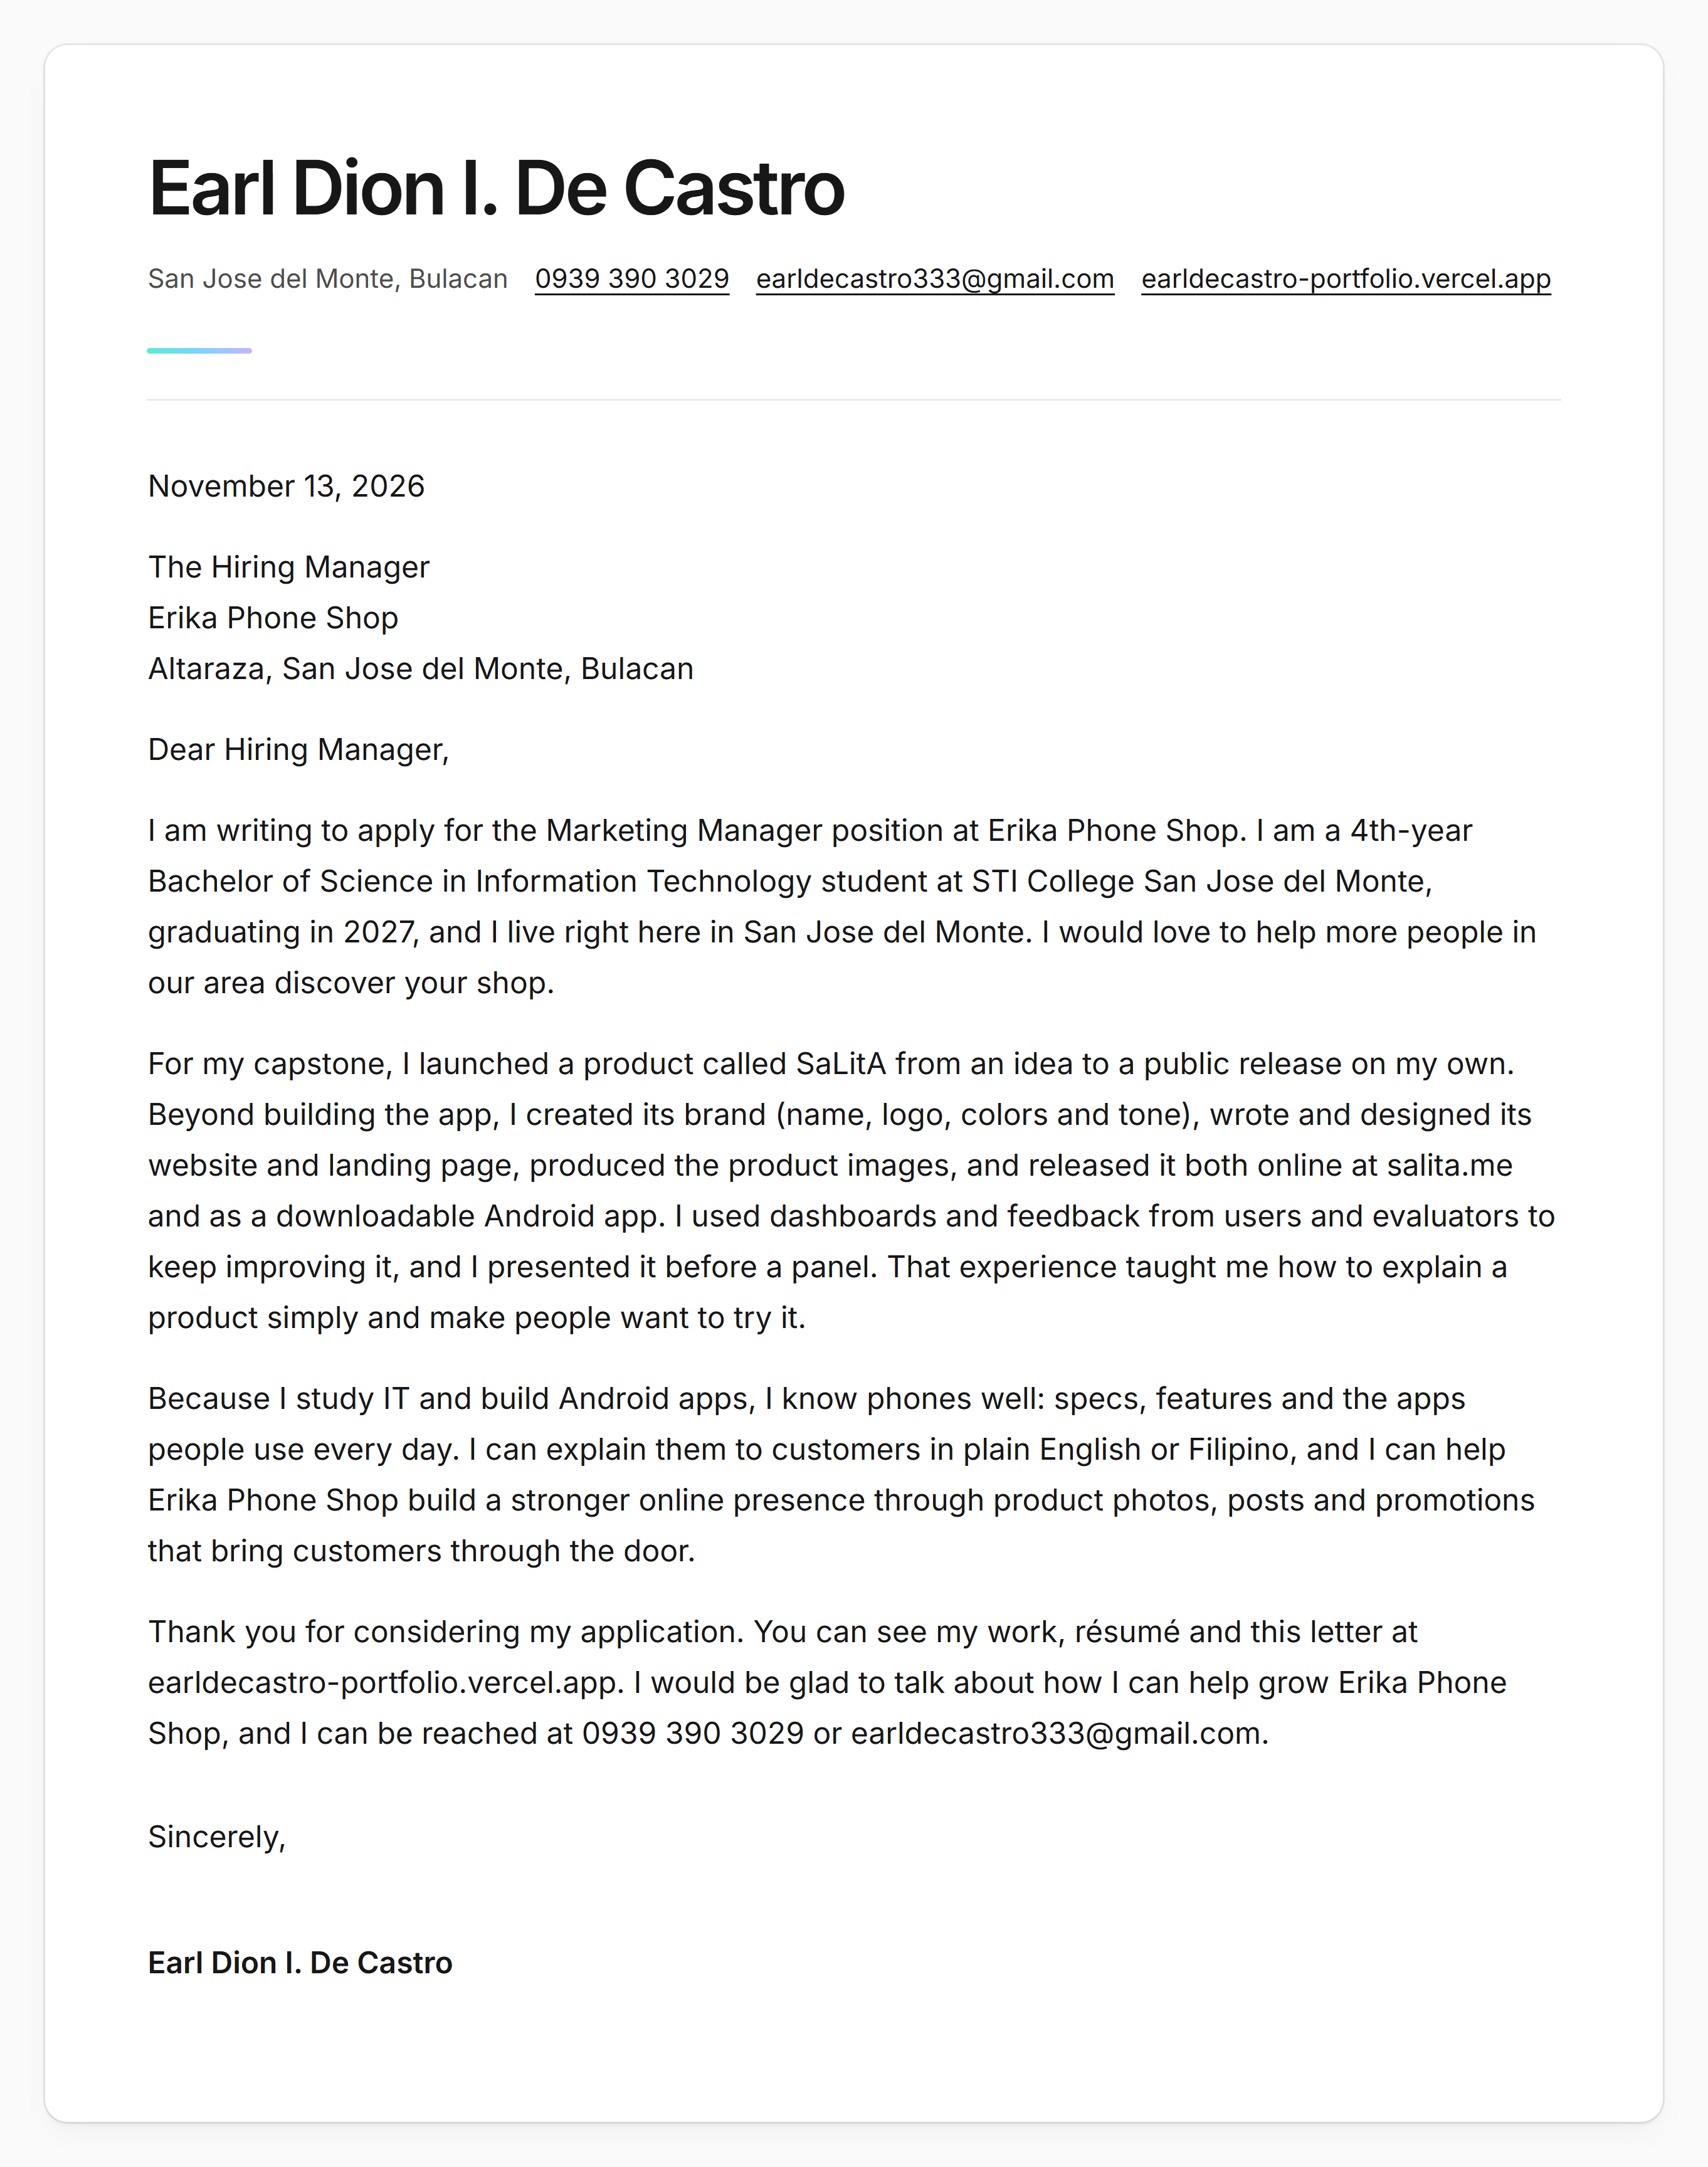 Earl Dion I. De Castro
San Jose del Monte, Bulacan 0939 390 3029 earldecastro333@gmail.com earldecastro-portfolio.vercel.app
November 13, 2026
The Hiring Manager
Erika Phone Shop
Altaraza, San Jose del Monte, Bulacan
Dear Hiring Manager,
I am writing to apply for the Marketing Manager position at Erika Phone Shop. I am a 4th-year
Bachelor of Science in Information Technology student at STI College San Jose del Monte,
graduating in 2027, and I live right here in San Jose del Monte. I would love to help more people in
our area discover your shop.
For my capstone, I launched a product called SaLitA from an idea to a public release on my own.
Beyond building the app, I created its brand (name, logo, colors and tone), wrote and designed its
website and landing page, produced the product images, and released it both online at salita.me
and as a downloadable Android app. I used dashboards and feedback from users and evaluators to
keep improving it, and I presented it before a panel. That experience taught me how to explain a
product simply and make people want to try it.
Because I study IT and build Android apps, I know phones well: specs, features and the apps
people use every day. I can explain them to customers in plain English or Filipino, and I can help
Erika Phone Shop build a stronger online presence through product photos, posts and promotions
that bring customers through the door.
Thank you for considering my application. You can see my work, résumé and this letter at
earldecastro-portfolio.vercel.app. I would be glad to talk about how I can help grow Erika Phone
Shop, and I can be reached at 0939 390 3029 or earldecastro333@gmail.com.
Sincerely,
Earl Dion I. De Castro